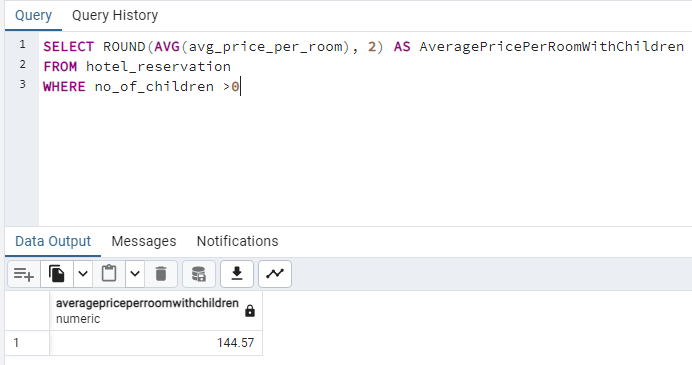 Query Query History
1 SELECT ROUND(AVG(avg_price_per_room), 2) AS AveragePricePerRoomWithChildren
2 FROM hotel_reservation
3 WHERE no_of_children >0
Data Output Messages Notifications
averagepriceperroomwithchildren
numeric
1 144.57